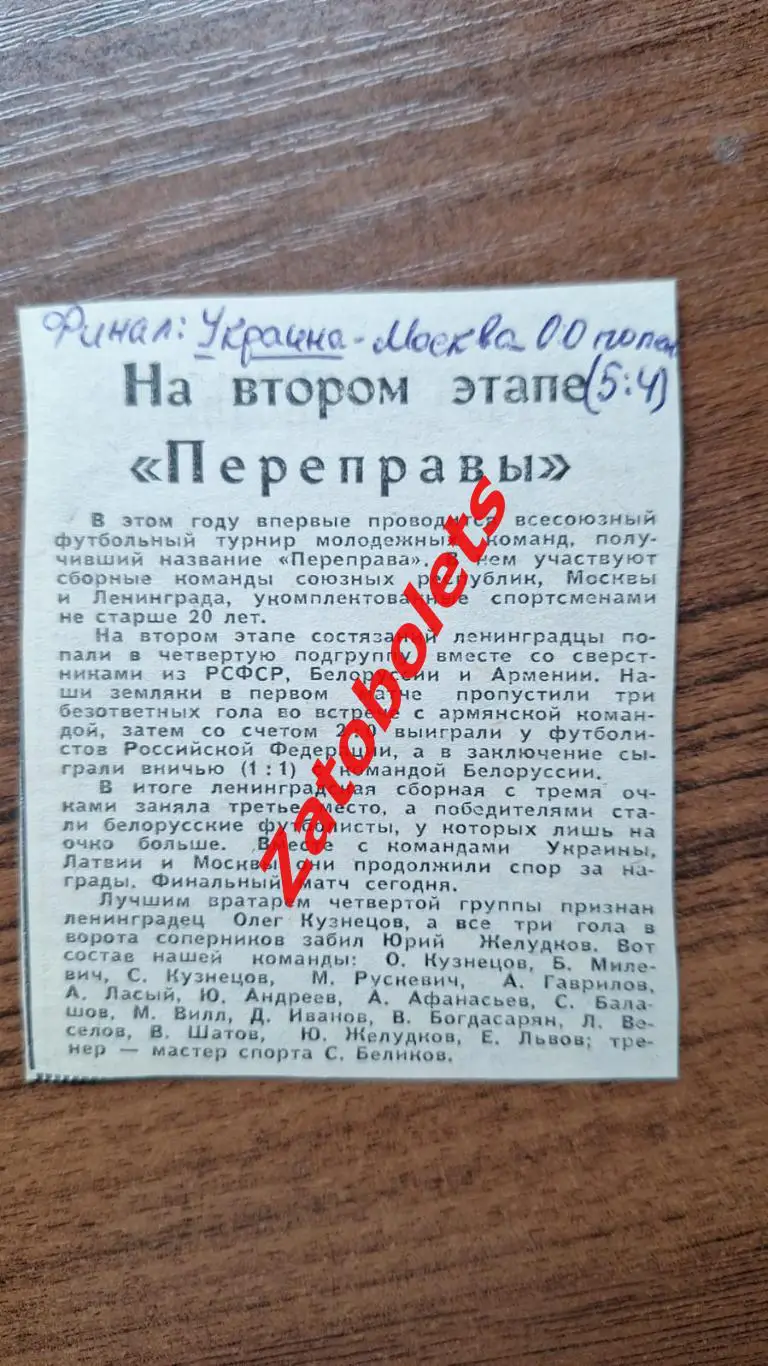 Финал: Украина - Москва 0:0 по пен
(5:4)
На втором этапе
«Переправы»
В этом году впервые проводится всесоюзный
футбольный турнир молодежных команд, полу-
чивший название «Переправа». В нем участвуют
сборные команды союзных республик, Москвы
и Ленинграда, укомплектованные спортсменами
не старше 20 лет.
На втором этапе состязаний ленинградцы по-
пали в четвертую подгруппу вместе со сверст-
никами из РСФСР, Белоруссии и Армении. На-
ши земляки в первом матче пропустили три
безответных гола во встрече с армянской коман-
дой, затем со счетом 2:0 выиграли у футболи-
стов Российской Федерации, а в заключение сы-
грали вничью (1:1) с командой Белоруссии.
В итоге ленинградская сборная с тремя оч-
ками заняла третье место, а победителями ста-
ли белорусские футболисты, у которых лишь на
очко больше. Вместе с командами Украины,
Латвии и Москвы они продолжили спор за на-
грады. Финальный матч сегодня.
Лучшим вратарем четвертой группы признан
ленинградец Олег Кузнецов, а все три гола в
ворота соперников забил Юрий Желудков. Вот
состав нашей команды: О. Кузнецов, Б. Миле-
вич, С. Кузнецов, М. Рускевич, А. Гаврилов,
А. Ласый, Ю. Андреев, А. Афанасьев, С. Бала-
шов, М. Вилл, Д. Иванов, В. Богдасарян, Л. Ве-
селов, В. Шатов, Ю. Желудков, Е. Львов; тре-
нер — мастер спорта С. Беликов.
Zatobolets